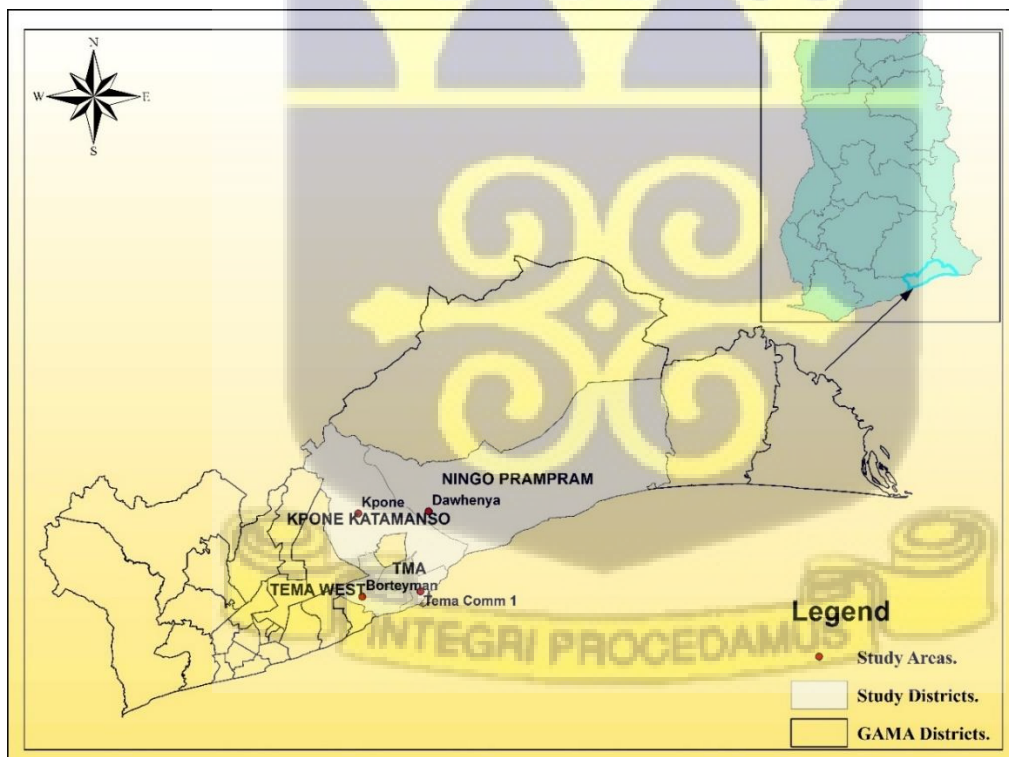 N
W E
S
NINGO PRAMPRAM
Kpone
Dawhenya
KPONE KATAMANSO
TMA
TEMA WEST
Borteyman
Tema Comm 1
INTEGRI PROCEDAMUS
Legend
Study Areas.
Study Districts.
GAMA Districts.